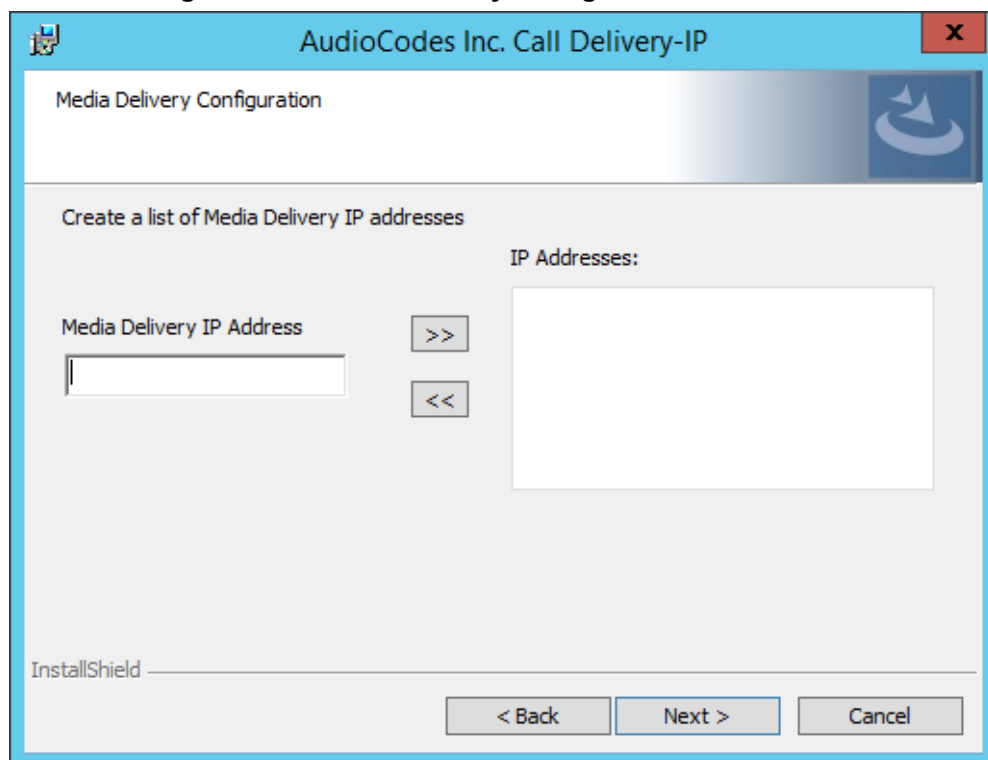 AudioCodes Inc. Call Delivery-IP
x
Media Delivery Configuration
Create a list of Media Delivery IP addresses
IP Addresses:
Media Delivery IP Address
>>
<<
InstallShield
< Back Next > Cancel